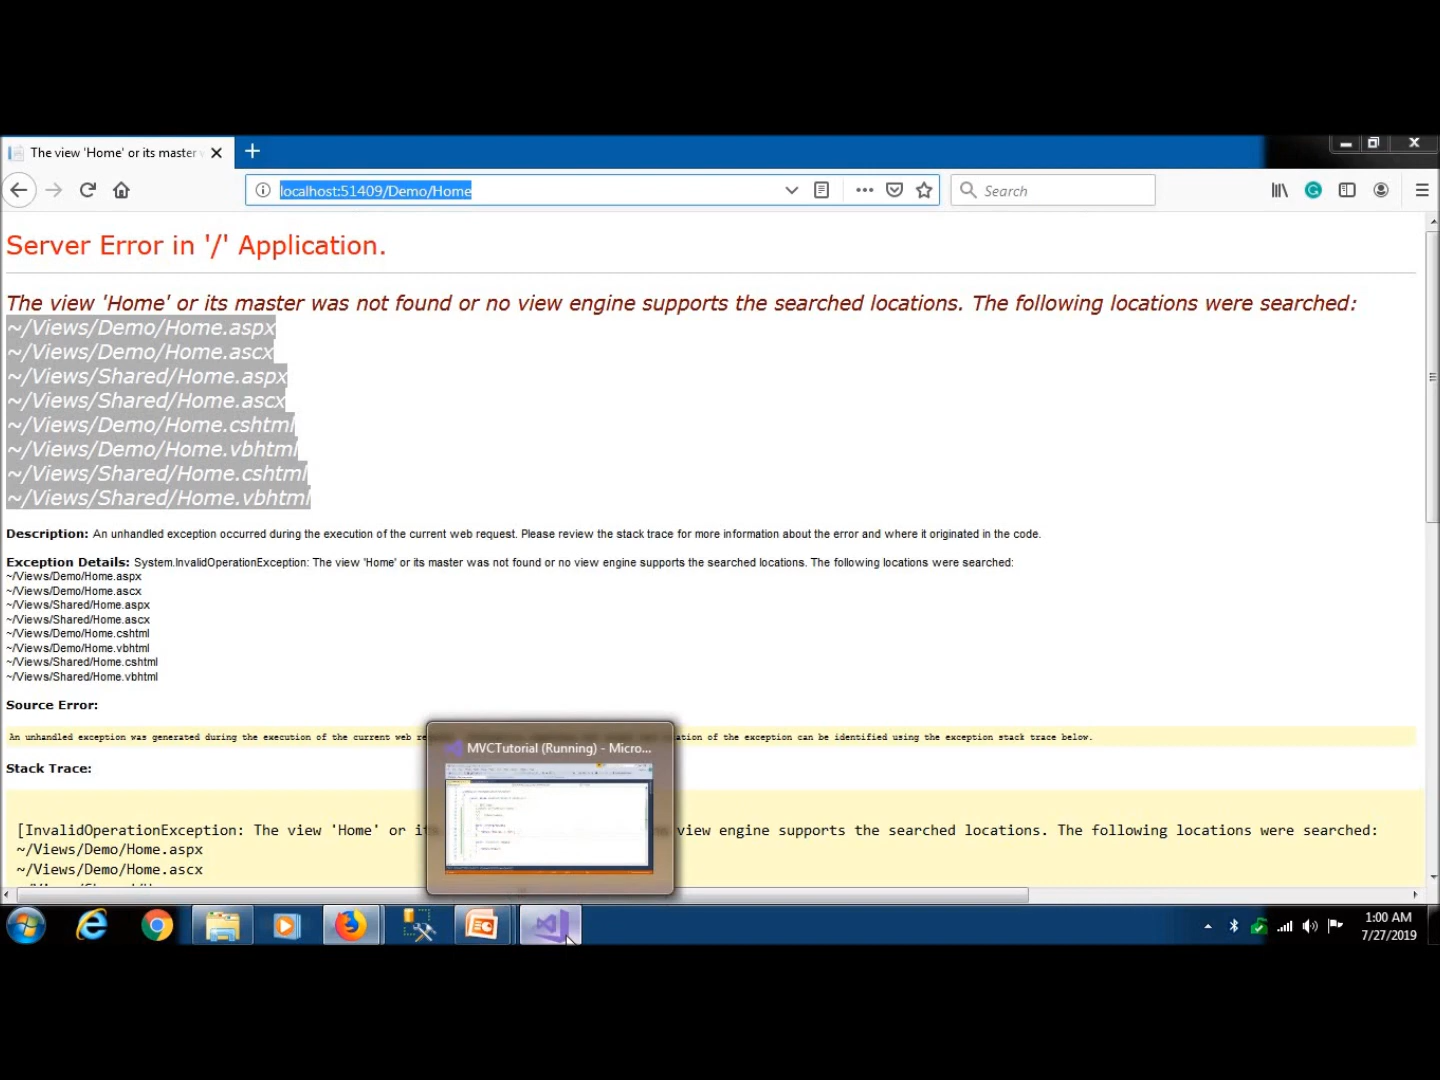 The view 'Home' or its master
localhost:51409/Demo/Home
Search
Server Error in '/' Application.
The view 'Home' or its master was not found or no view engine supports the searched locations. The following locations were searched:
~/Views/Demo/Home.aspx
~/Views/Demo/Home.ascx
~/Views/Shared/Home.aspx
~/Views/Shared/Home.ascx
~/Views/Demo/Home.cshtml
~/Views/Demo/Home.vbhtml
~/Views/Shared/Home.cshtml
~/Views/Shared/Home.vbhtml
Description: An unhandled exception occurred during the execution of the current web request. Please review the stack trace for more information about the error and where it originated in the code.
Exception Details: System.InvalidOperationException: The view 'Home' or its master was not found or no view engine supports the searched locations. The following locations were searched:
~/Views/Demo/Home.aspx
~/Views/Demo/Home.ascx
~/Views/Shared/Home.aspx
~/Views/Shared/Home.ascx
~/Views/Demo/Home.cshtml
~/Views/Demo/Home.vbhtml
~/Views/Shared/Home.cshtml
~/Views/Shared/Home.vbhtml
Source Error:
An unhandled exception was generated during the execution of the current web of the exception can be identified using the exception stack trace below.
MVCTutorial (Running) - Micro...
Stack Trace:
[InvalidOperationException: The view 'Home' or view engine supports the searched locations. The following locations were searched:
~/Views/Demo/Home.aspx
~/Views/Demo/Home.ascx
1:00 AM
7/27/2019